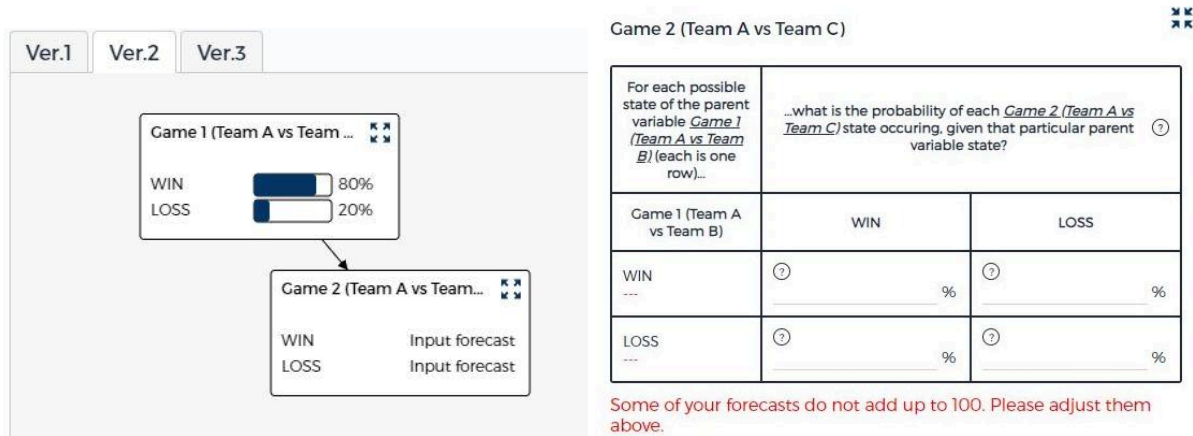 Ver.1 Ver.2 Ver.3
Game 1 (Team A vs Team ...
WIN 80%
LOSS 20%
Game 2 (Team A vs Team...
WIN Input forecast
LOSS Input forecast
Game 2 (Team A vs Team C)
For each possible
state of the parent
variable Game 1
(Team A vs Team
B) (each is one
row)...
...what is the probability of each Game 2 (Team A vs
Team C) state occuring, given that particular parent
variable state?
?
Game 1 (Team A
vs Team B)
WIN
LOSS
WIN
---
? %
? %
LOSS
---
? %
? %
Some of your forecasts do not add up to 100. Please adjust them
above.